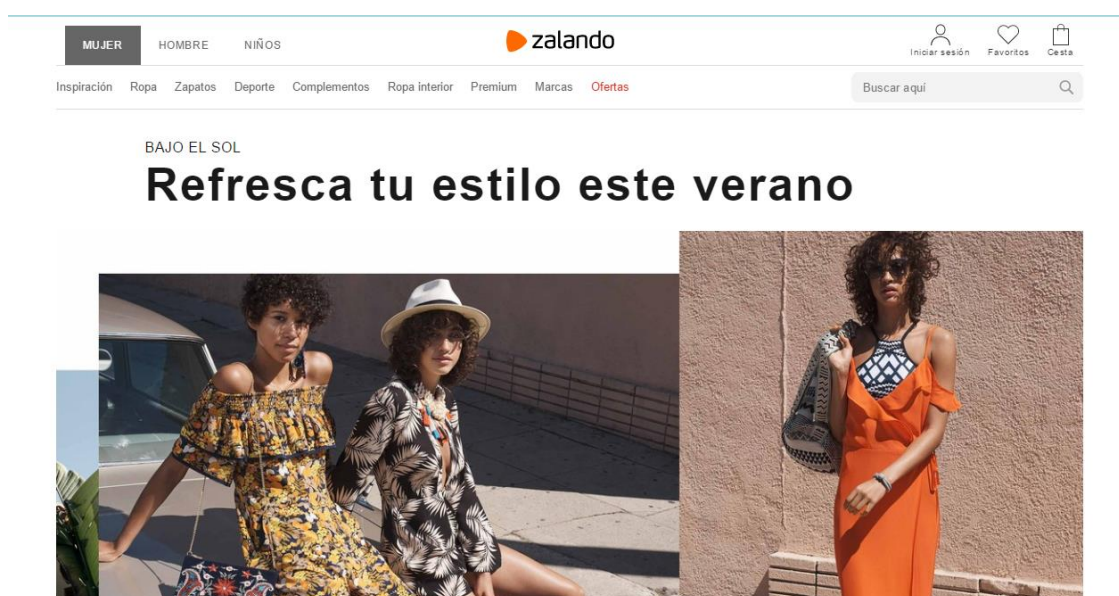 MUJER HOMBRE NIÑOS
zalando
Iniciar sesión Favoritos Cesta
Inspiración Ropa Zapatos Deporte Complementos Ropa interior Premium Marcas Ofertas
Buscar aquí
BAJO EL SOL
Refresca tu estilo este verano